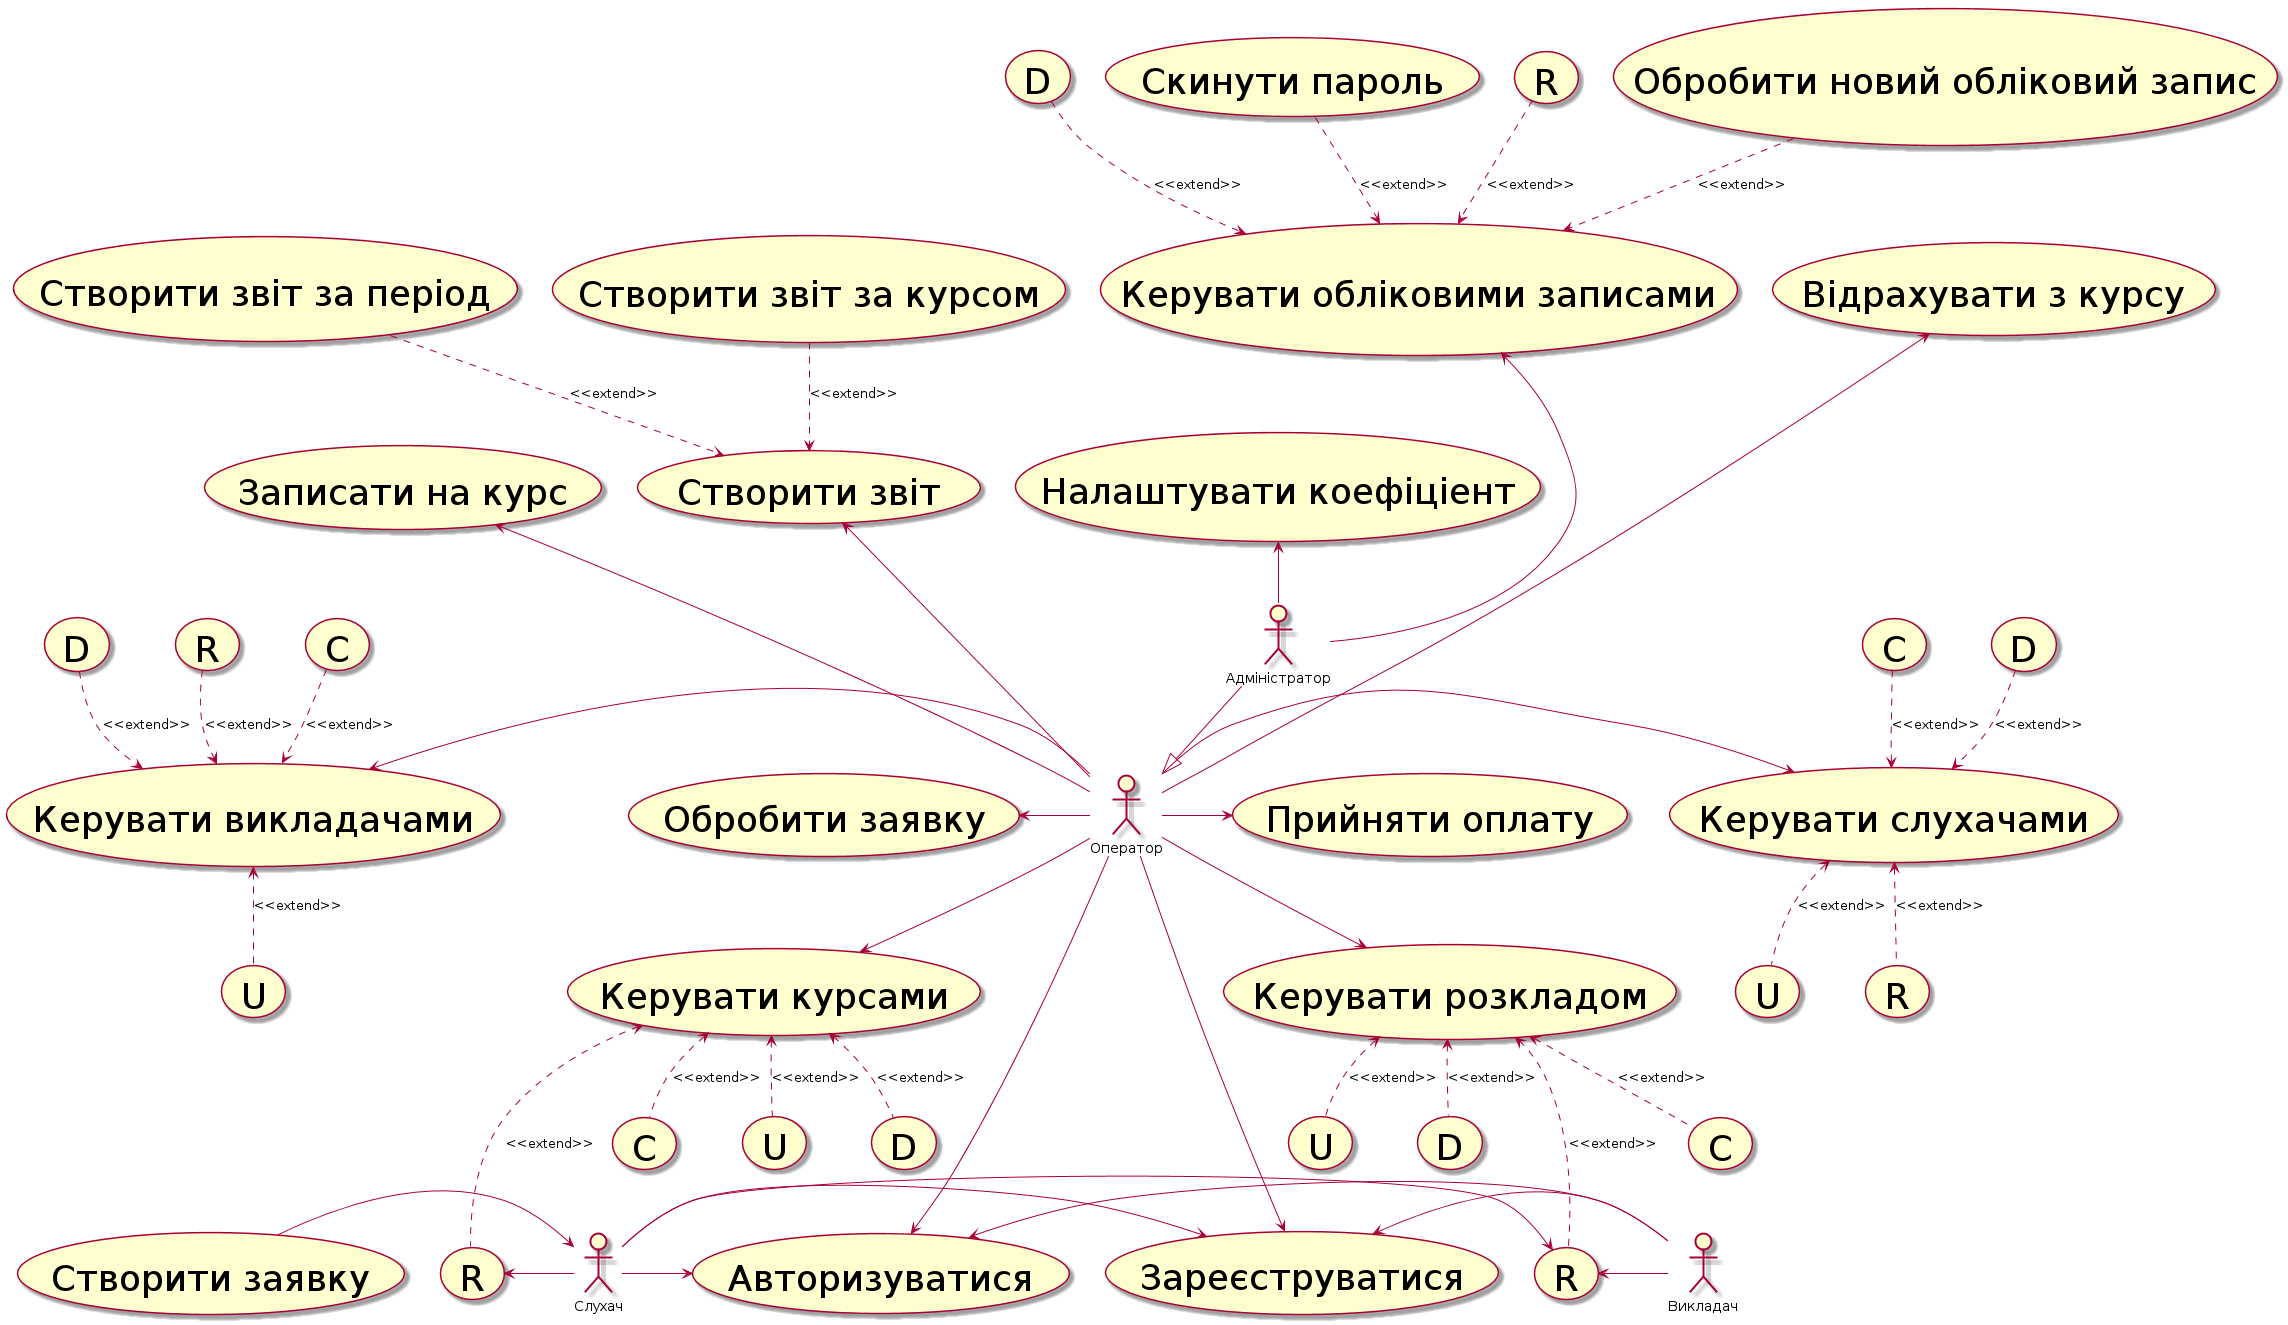 D
Скинути пароль
R
Обробити новий обліковий запис
<<extend>>
<<extend>>
<<extend>>
<<extend>>
Створити звіт за період
Створити звіт за курсом
Керувати обліковими записами
Відрахувати з курсу
<<extend>>
<<extend>>
Записати на курс
Створити звіт
Налаштувати коефіціент
D
R
C
Адміністратор
C
D
<<extend>>
<<extend>>
<<extend>>
<<extend>>
<<extend>>
Керувати викладачами
Обробити заявку
Оператор
Прийняти оплату
Керувати слухачами
<<extend>>
<<extend>>
<<extend>>
U
Керувати курсами
Керувати розкладом
U
R
<<extend>>
<<extend>>
<<extend>>
<<extend>>
<<extend>>
<<extend>>
<<extend>>
C
U
D
U
D
<<extend>>
C
Створити заявку
R
Слухач
Авторизуватися
Зареєструватися
R
Викладач